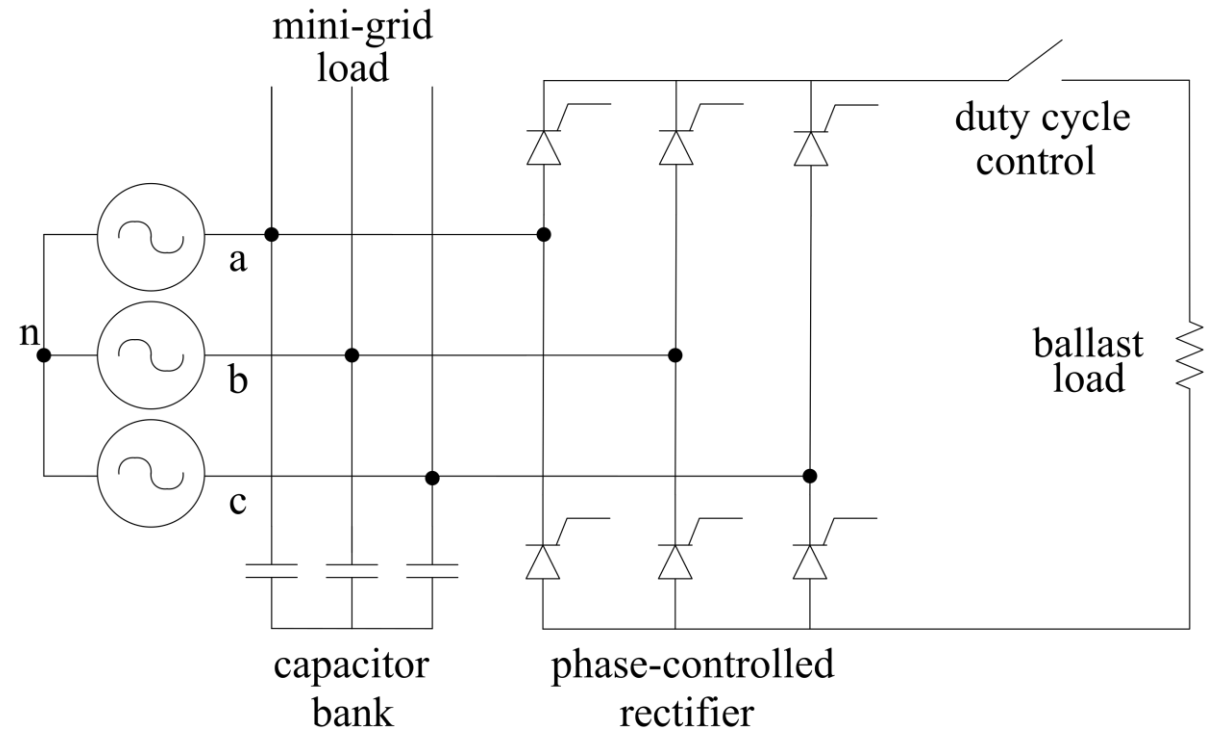 mini-grid
load
duty cycle
control
a
n
b
ballast
load
c
capacitor
bank
phase-controlled
rectifier